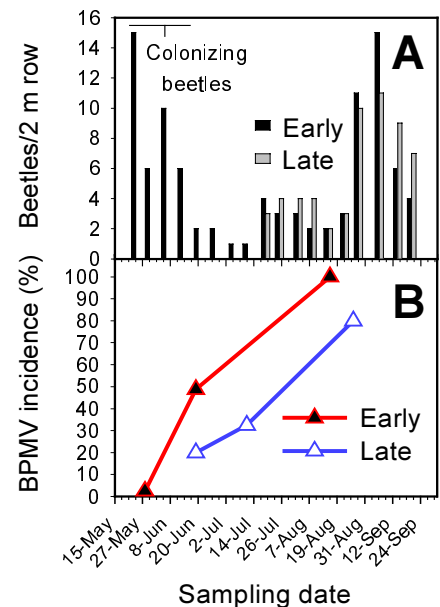 A
Beetles/2 m row
16
14
12
10
8
6
4
2
0
Colonizing
beetles
Early
Late
B
BPMV incidence (%)
100
90
80
70
60
50
40
30
20
10
0
Early
Late
15-May
27-May
8-Jun
20-Jun
2-Jul
14-Jul
26-Jul
7-Aug
19-Aug
31-Aug
12-Sep
24-Sep
Sampling date